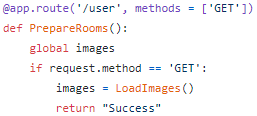 @app.route('/user', methods = ['GET'])
def PrepareRooms():
    global images
    if request.method == 'GET':
        images = LoadImages()
        return "Success"